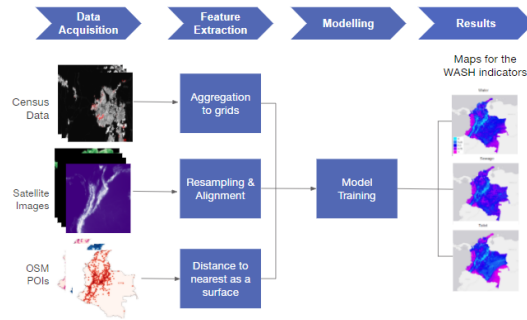 Data
Acquisition
Feature
Extraction
Modelling
Results
Maps for the
WASH indicators
Census
Data
Aggregation
to grids
Satellite
Images
Resampling &
Alignment
Model
Training
OSM
POIs
Distance to
nearest as a
surface